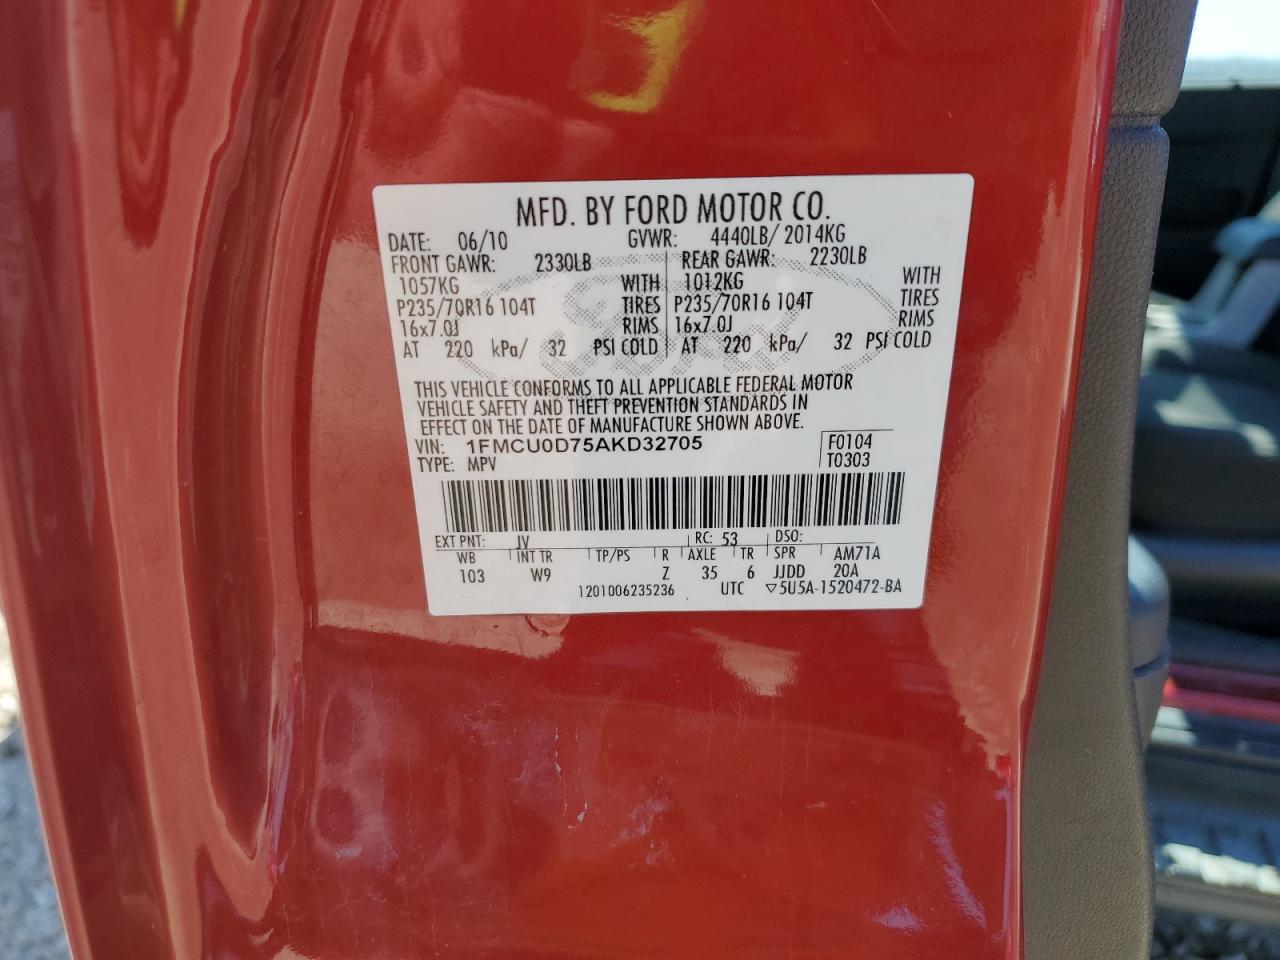 MFD. BY FORD MOTOR CO.
DATE: 06/10 GVWR: 4440LB/ 2014KG
FRONT GAWR: 2330LB REAR GAWR: 2230LB
1057KG WITH 1012KG WITH
P235/70R16 104T TIRES P235/70R16 104T TIRES
16x7.0J RIMS 16x7.0J RIMS
AT 220 kPa/ 32 PSI COLD AT 220 kPa/ 32 PSI COLD
THIS VEHICLE CONFORMS TO ALL APPLICABLE FEDERAL MOTOR
VEHICLE SAFETY AND THEFT PREVENTION STANDARDS IN
EFFECT ON THE DATE OF MANUFACTURE SHOWN ABOVE.
VIN: 1FMCU0D75AKD32705 F0104
TYPE: MPV T0303
EXT PNT: JV RC: 53 DSO:
WB INT TR TP/PS R AXLE TR SPR AM71A
103 W9 Z 35 6 JJDD 20A
1201006235236 UTC ▽5U5A-1520472-BA